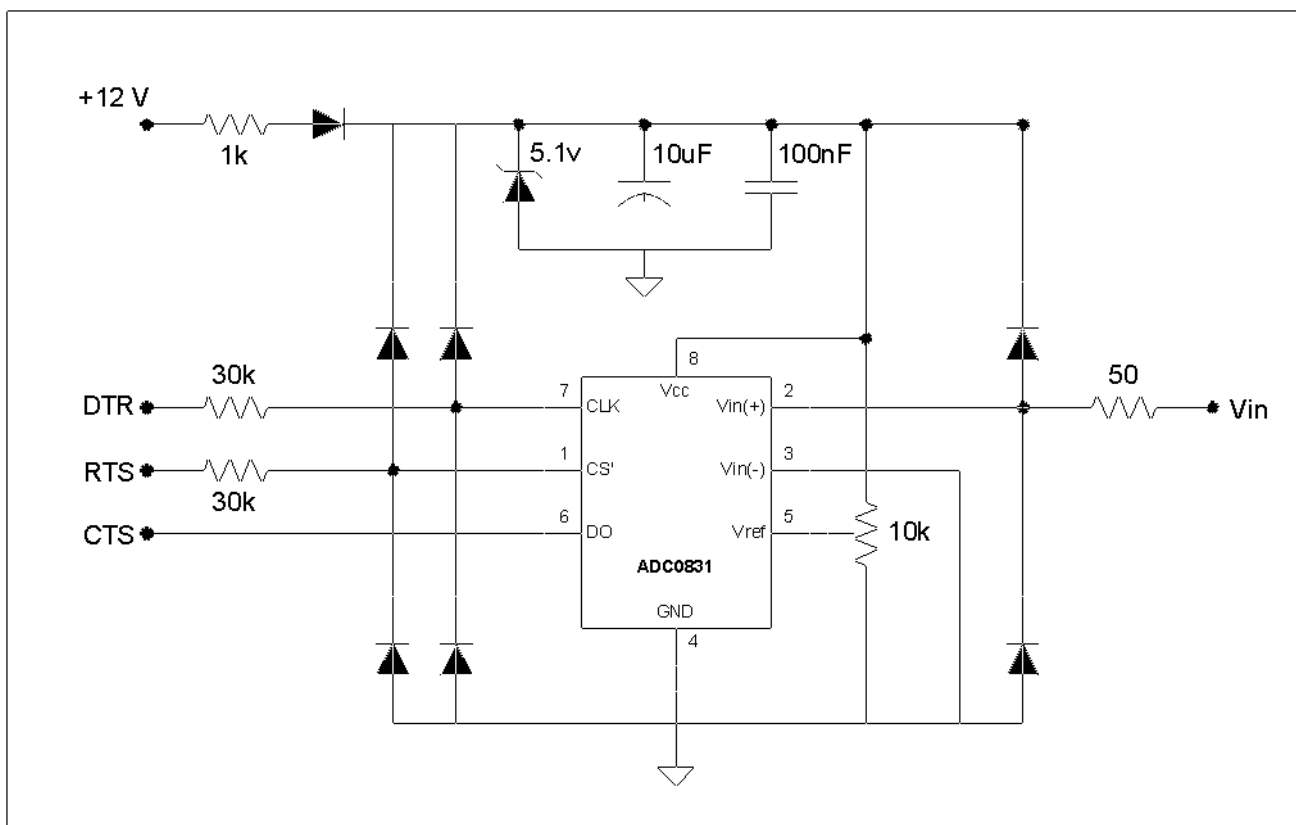 +12 V
1k
5.1v
10uF
100nF
8
30k
7
Vcc
2
50
DTR
CLK
Vin(+)
Vin
1
3
RTS
CS'
Vin(-)
30k
6
5
CTS
DO
Vref
10k
ADC0831
GND
4